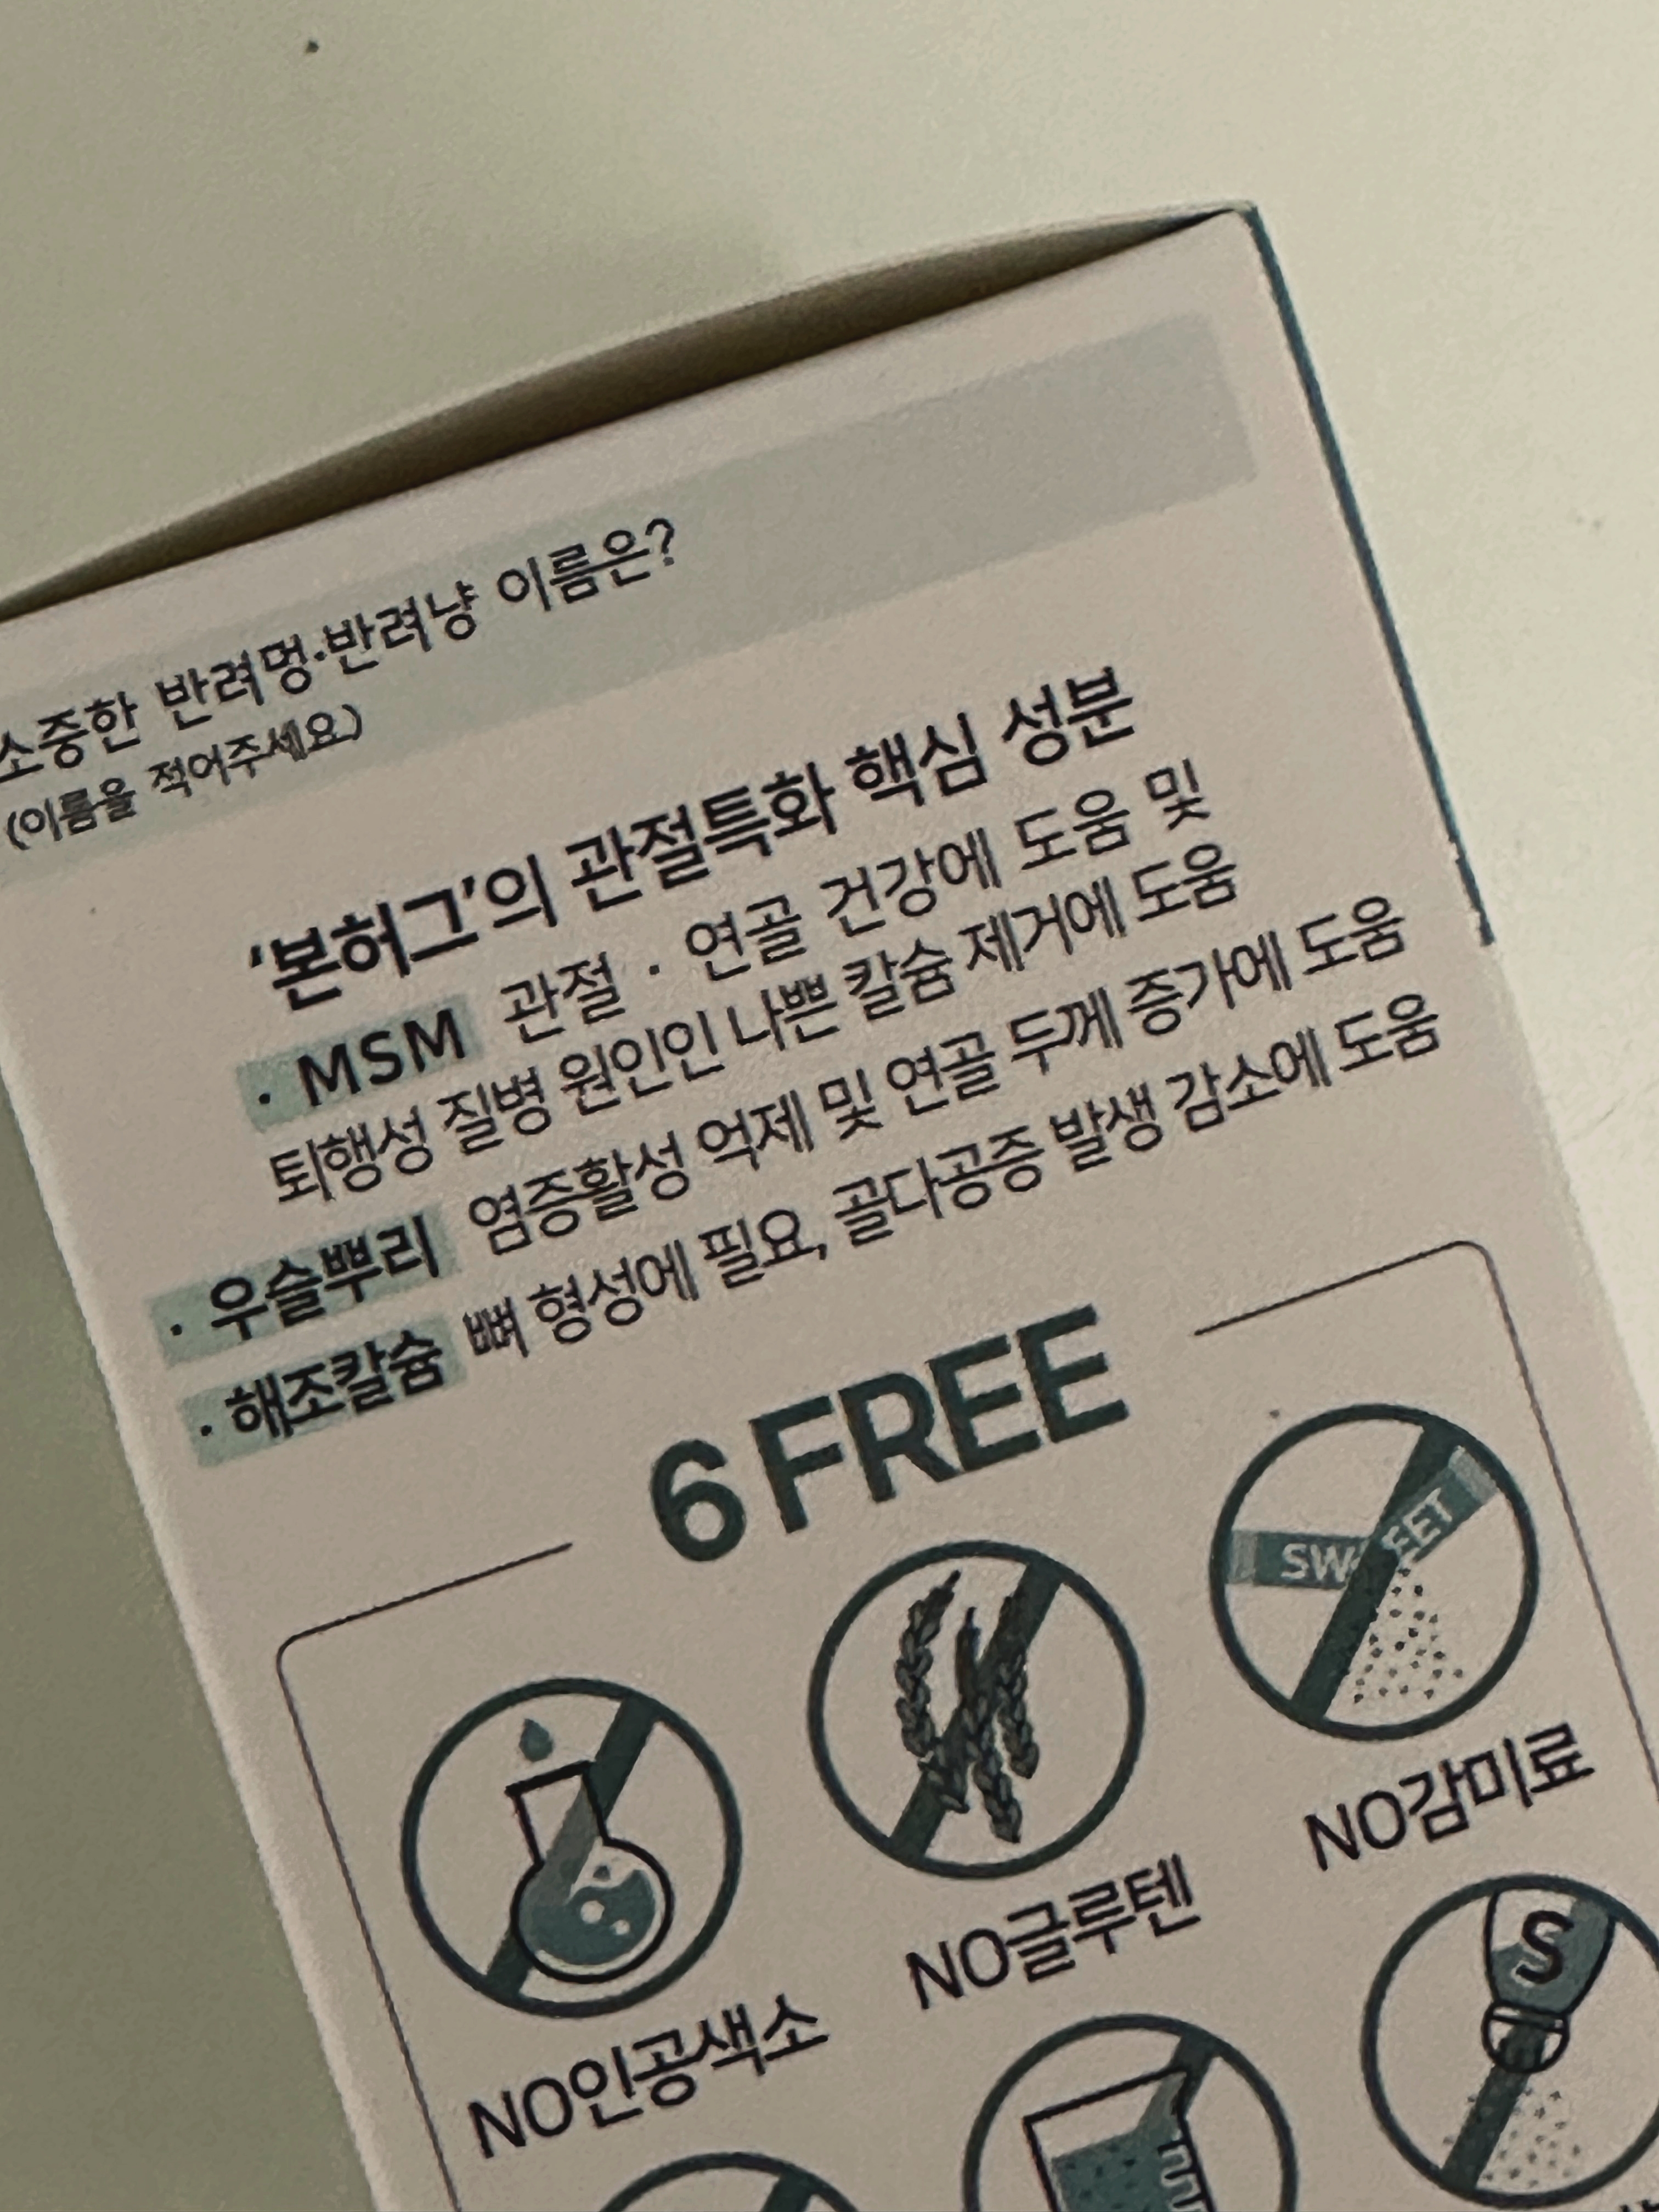 소중한 반려멍·반려냥 이름은?
(이름을 적어주세요)
'본허그'의 관절특화 핵심 성분
· MSM 관절 · 연골 건강에 도움 및
퇴행성 질병 원인인 나쁜 칼슘 제거에 도움
· 우슬뿌리 염증활성 억제 및 연골 두께 증가에 도움
· 해조칼슘 뼈 형성에 필요, 골다공증 발생 감소에 도움
6 FREE
SWEET
NO인공색소
NO글루텐
NO감미료
S